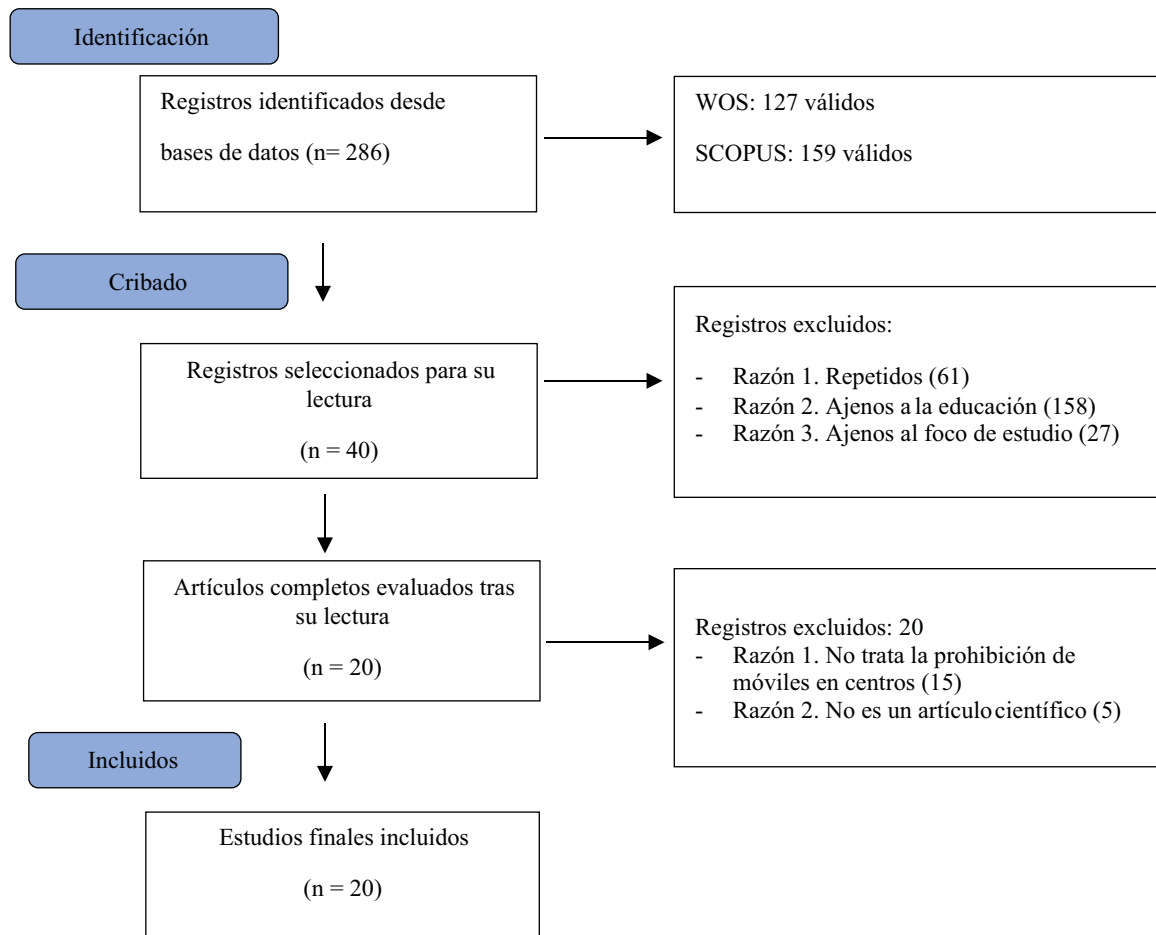 Identificación
Registros identificados desde
bases de datos (n= 286)
WOS: 127 válidos
SCOPUS: 159 válidos
Cribado
Registros seleccionados para su
lectura
(n = 40)
Registros excluidos:
- Razón 1. Repetidos (61)
- Razón 2. Ajenos a la educación (158)
- Razón 3. Ajenos al foco de estudio (27)
Artículos completos evaluados tras
su lectura
(n = 20)
Registros excluidos: 20
- Razón 1. No trata la prohibición de
móviles en centros (15)
- Razón 2. No es un artículo científico (5)
Incluidos
Estudios finales incluidos
(n = 20)